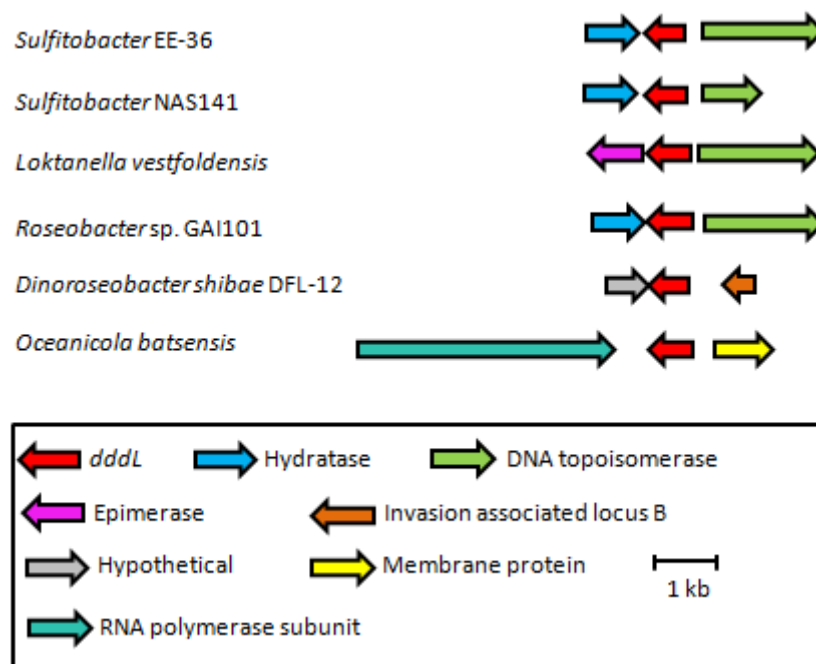 Sulfitobacter EE-36
Sulfitobacter NAS141
Loktanella vestfoldensis
Roseobacter sp. GAI101
Dinoroseobacter shibae DFL-12
Oceanicola batsensis
dddL Hydratase DNA topoisomerase
Epimerase Invasion associated locus B
Hypothetical Membrane protein
1 kb
RNA polymerase subunit